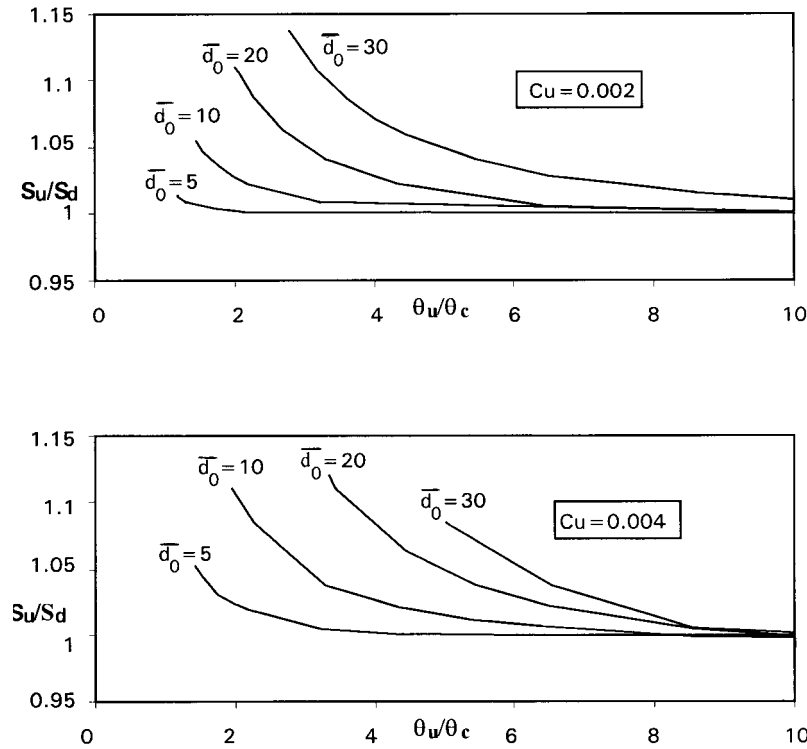 1.15
d̄₀=30
d̄₀=20
1.1
Cu=0.002
d̄₀=10
1.05
d̄₀=5
Su/Sd
1
0.95
0 2 4 θu/θc 6 8 10
1.15
d̄₀=10
d̄₀=20
d̄₀=30
1.1
Cu=0.004
1.05
d̄₀=5
Su/Sd
1
0.95
0 2 4 θu/θc 6 8 10